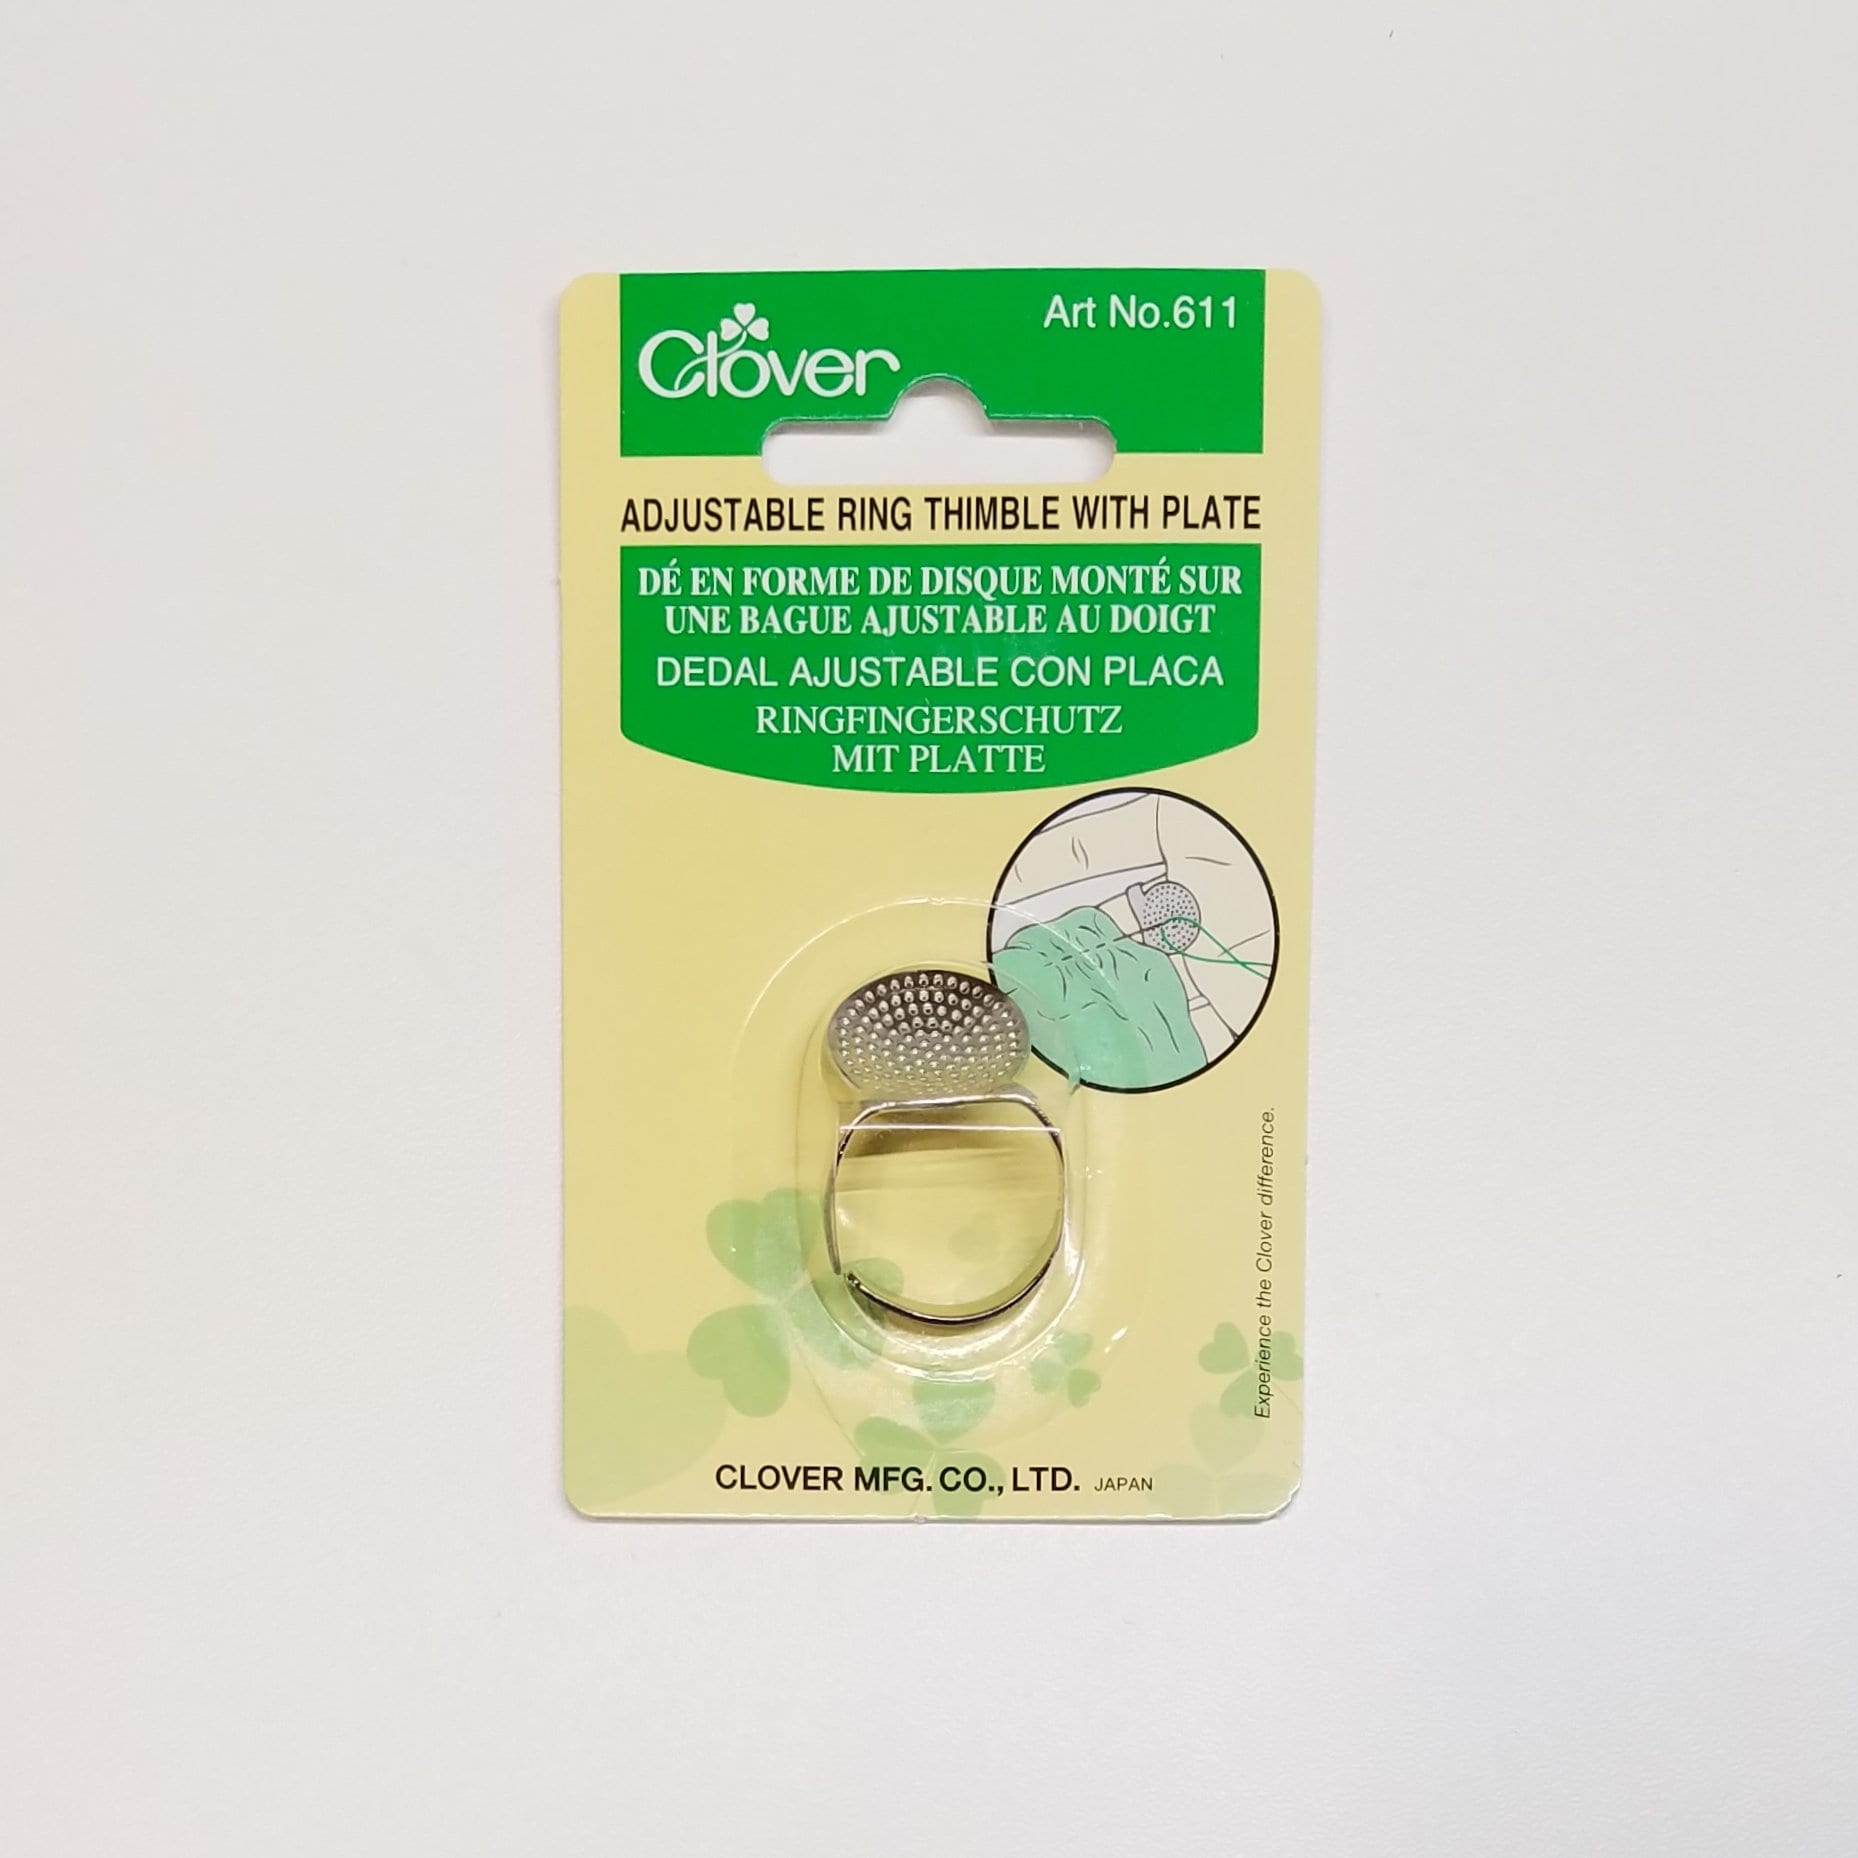 Clover
Art No.611
ADJUSTABLE RING THIMBLE WITH PLATE
DÉ EN FORME DE DISQUE MONTÉ SUR
UNE BAGUE AJUSTABLE AU DOIGT
DEDAL AJUSTABLE CON PLACA
RINGFINGERSCHUTZ
MIT PLATTE
Experience the Clover difference.
CLOVER MFG. CO., LTD. JAPAN